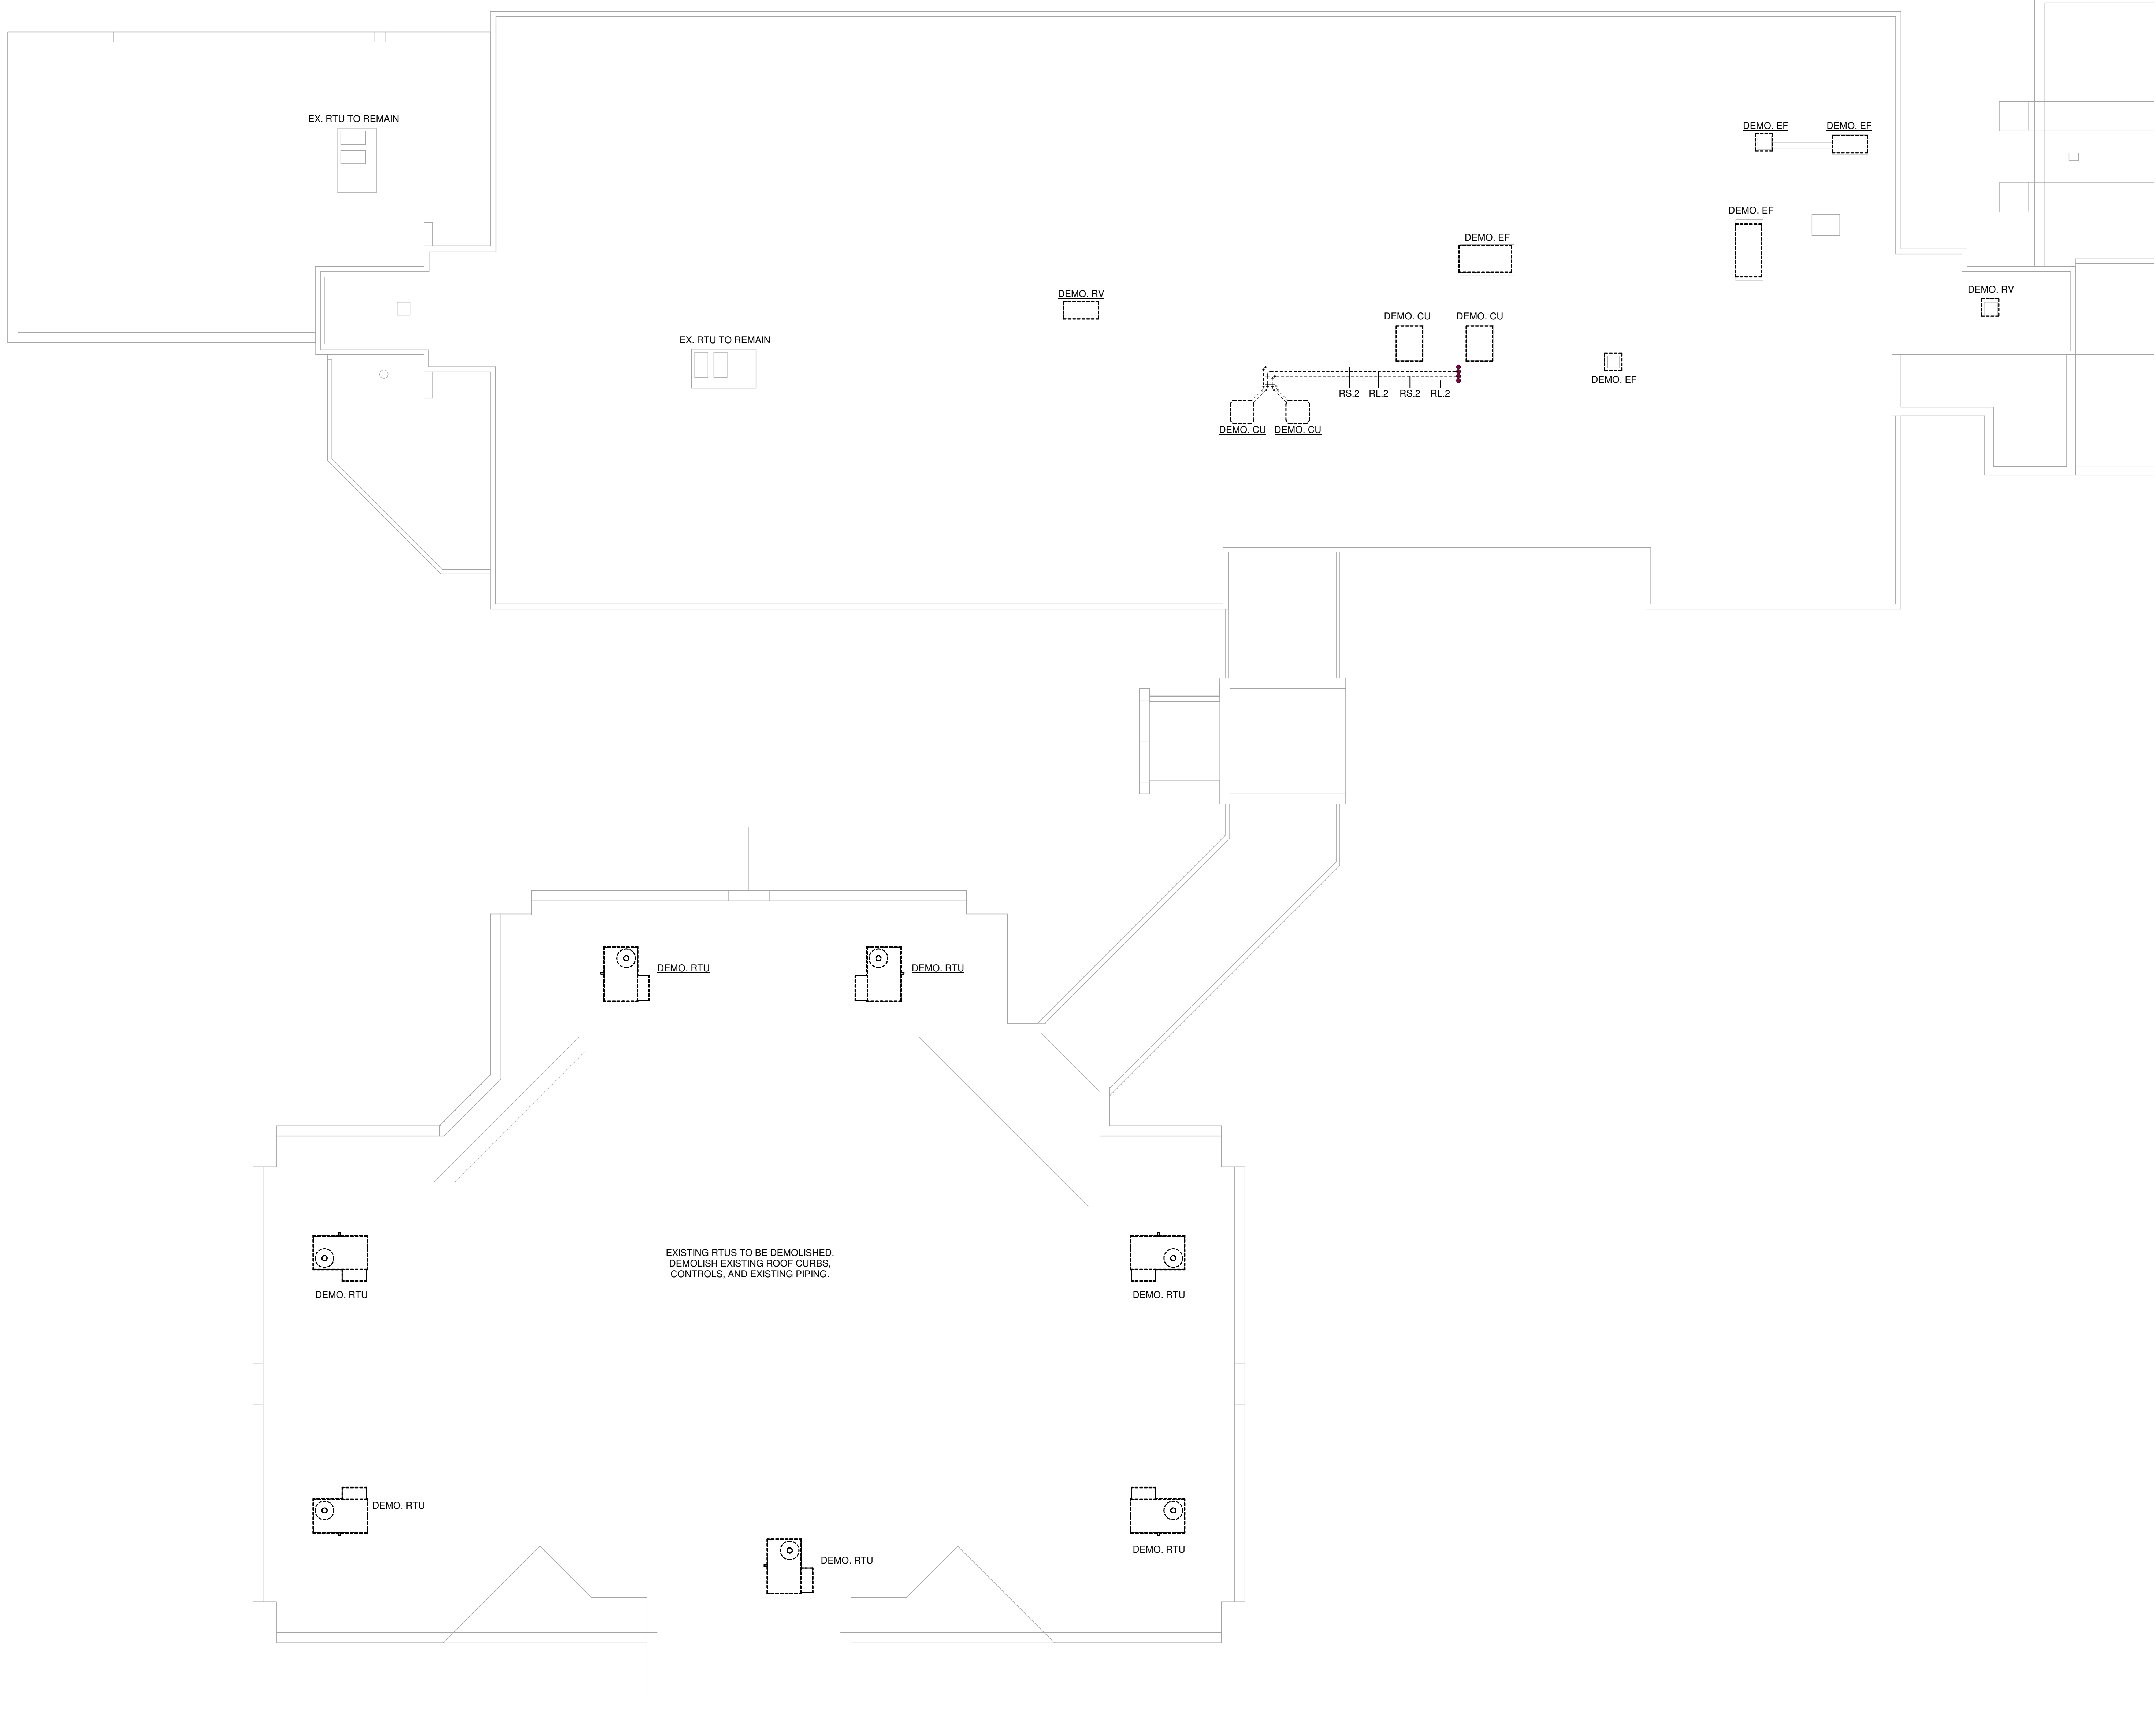 EX. RTU TO REMAIN
DEMO. EF
DEMO. EF
DEMO. EF
DEMO. EF
DEMO. RV
DEMO. RV
DEMO. CU
DEMO. CU
EX. RTU TO REMAIN
DEMO. EF
RS.2
RL.2
RS.2
RL.2
DEMO. CU
DEMO. CU
DEMO. RTU
DEMO. RTU
EXISTING RTUS TO BE DEMOLISHED.
DEMOLISH EXISTING ROOF CURBS,
CONTROLS, AND EXISTING PIPING.
DEMO. RTU
DEMO. RTU
DEMO. RTU
DEMO. RTU
DEMO. RTU